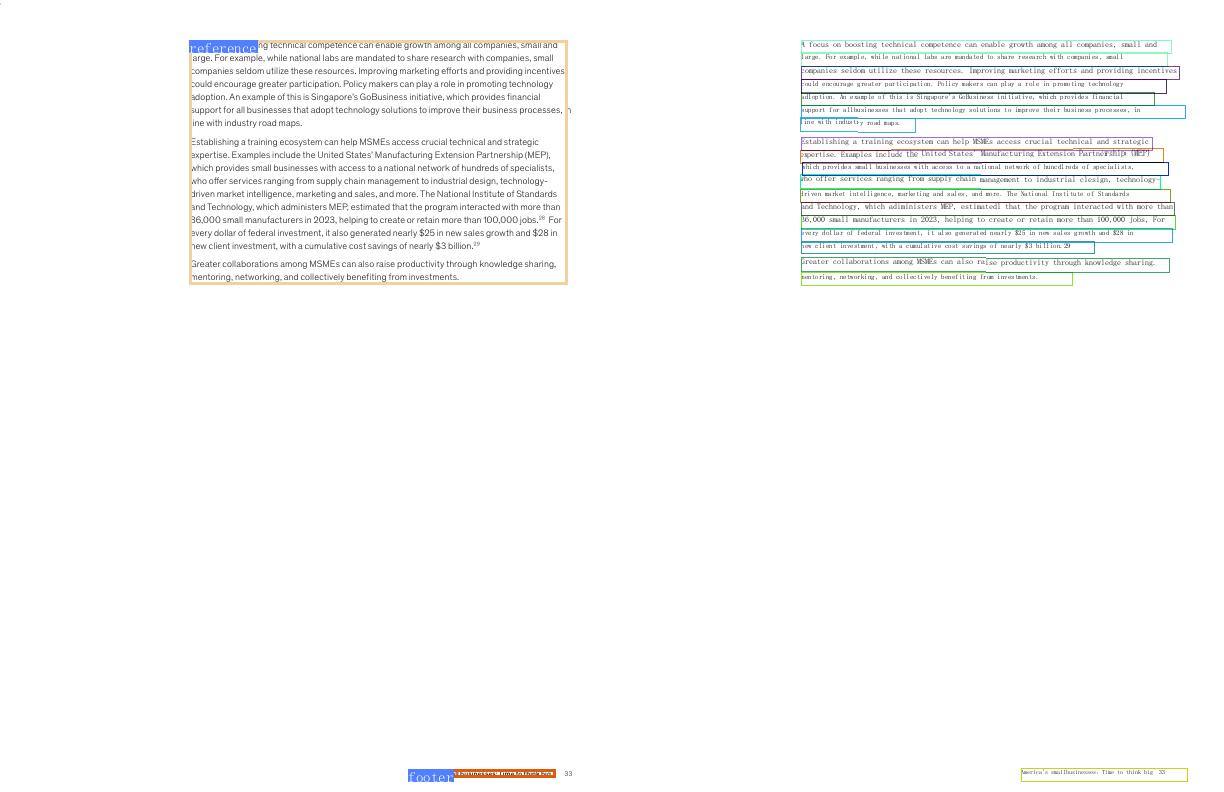 reference ng technical competence can enable growth among all companies, small and
large. For example, while national labs are mandated to share research with companies, small
companies seldom utilize these resources. Improving marketing efforts and providing incentives
could encourage greater participation. Policy makers can play a role in promoting technology
adoption. An example of this is Singapore's GoBusiness initiative, which provides financial
support for all businesses that adopt technology solutions to improve their business processes, in
line with industry road maps.
Establishing a training ecosystem can help MSMEs access crucial technical and strategic
expertise. Examples include the United States' Manufacturing Extension Partnership (MEP),
which provides small businesses with access to a national network of hundreds of specialists,
who offer services ranging from supply chain management to industrial design, technology-
driven market intelligence, marketing and sales, and more. The National Institute of Standards
and Technology, which administers MEP, estimated that the program interacted with more than
36,000 small manufacturers in 2023, helping to create or retain more than 100,000 jobs.28 For
every dollar of federal investment, it also generated nearly $25 in new sales growth and $28 in
new client investment, with a cumulative cost savings of nearly $3 billion.29
Greater collaborations among MSMEs can also raise productivity through knowledge sharing,
mentoring, networking, and collectively benefiting from investments.
footer l businesses: Time to think big 33
A focus on boosting technical competence can enable growth among all companies, small and
large. For example, while national labs are mandated to share research with companies, small
companies seldom utilize these resources. Improving marketing efforts and providing incentives
could encourage greater participation. Policy makers can play a role in promoting technology
adoption. An example of this is Singapore's GoBusiness initiative, which provides financial
support for allbusinesses that adopt technology solutions to improve their business processes, in
line with industry road maps.
Establishing a training ecosystem can help MSMEs access crucial technical and strategic
expertise. Examples include the United States' Manufacturing Extension Partnership (MEP)
which provides small businesses with access to a national network of huncdlreds of specialists,
who offer services ranging from supply chain management to industrial clesign, technology-
driven market intelligence, marketing and sales, and more. The National Institute of Standards
and Technology, which adiministers MEP, estimatedl that the program interacted with more than
36,000 small manufacturers in 2023, helping to create or retain more than 100,000 jobs, For
every dollar of federal investment, it also generated nearly $25 in new sales growth and $28 in
new client investment, with a cumulative cost savings of nearly $3 billion.29
Greater collaborations among MSMEs can also raise productivity through knowledge sharing.
mentoring, networking, and collectively benefiting from investments.
America's smallbusinesses: Time to think big 33